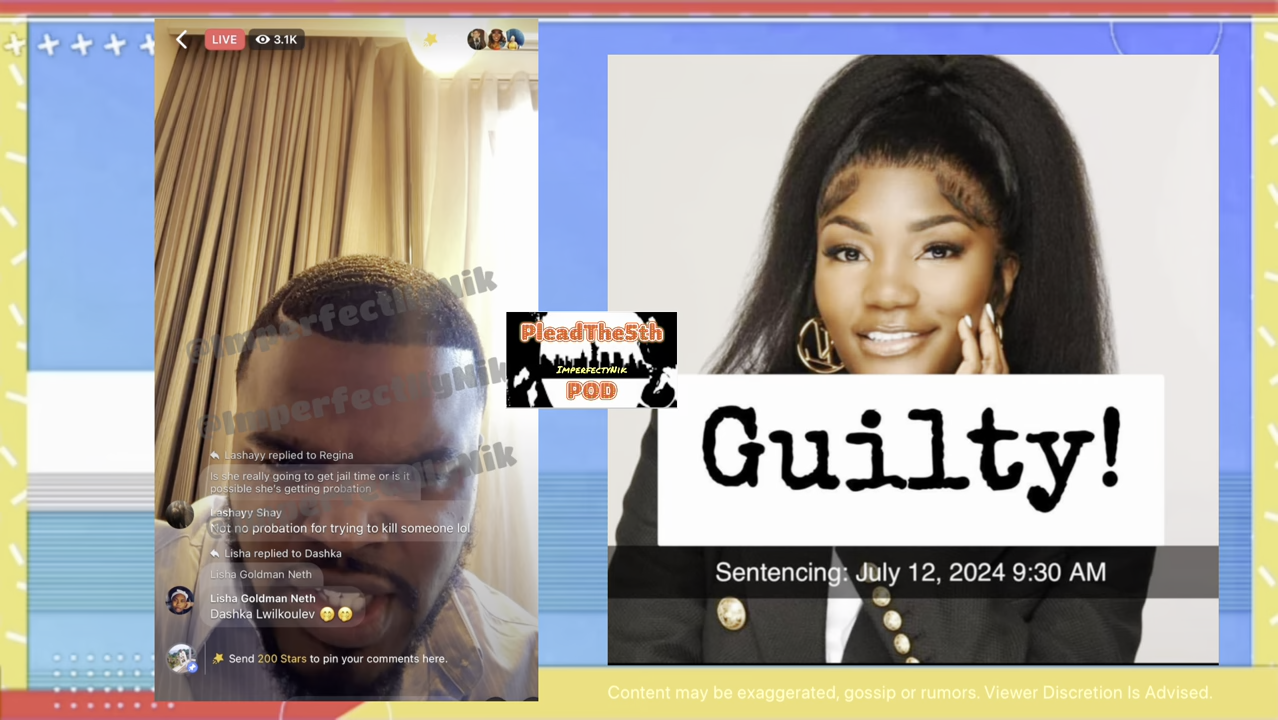 LIVE
3.1K
@ImperfectlyNik
@ImperfectlyNik
Lashayy replied to Regina
Is she really going to get jail time or is it
possible she's getting probation
Lashayy Shay
Not no probation for trying to kill someone lol
Lisha replied to Dashka
Lisha Goldman Neth
Lisha Goldman Neth
Dashka Lwilkoulev 🤭🤭
Send 200 Stars to pin your comments here.
PleadThe5th
ImperfectyNik
POD
Guilty!
Sentencing: July 12, 2024 9:30 AM
Content may be exaggerated, gossip or rumors. Viewer Discretion Is Advised.